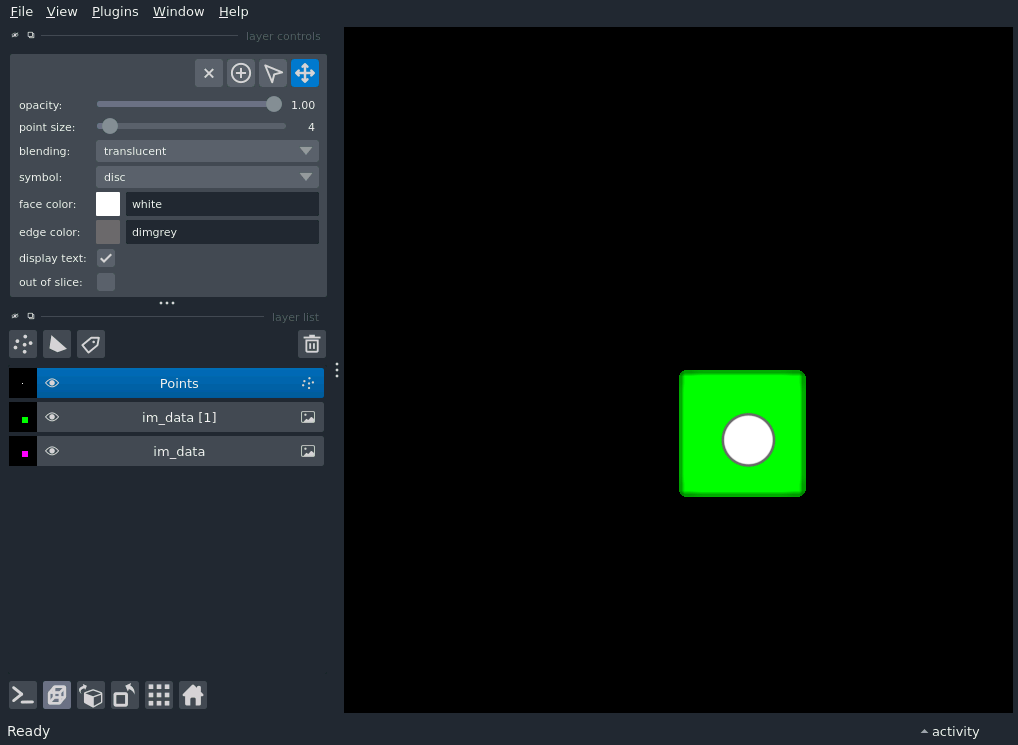 File View Plugins Window Help
layer controls
opacity: 1.00
point size: 4
blending: translucent
symbol: disc
face color: white
edge color: dimgrey
display text:
out of slice:
layer list
Points
im_data [1]
im_data
Ready activity